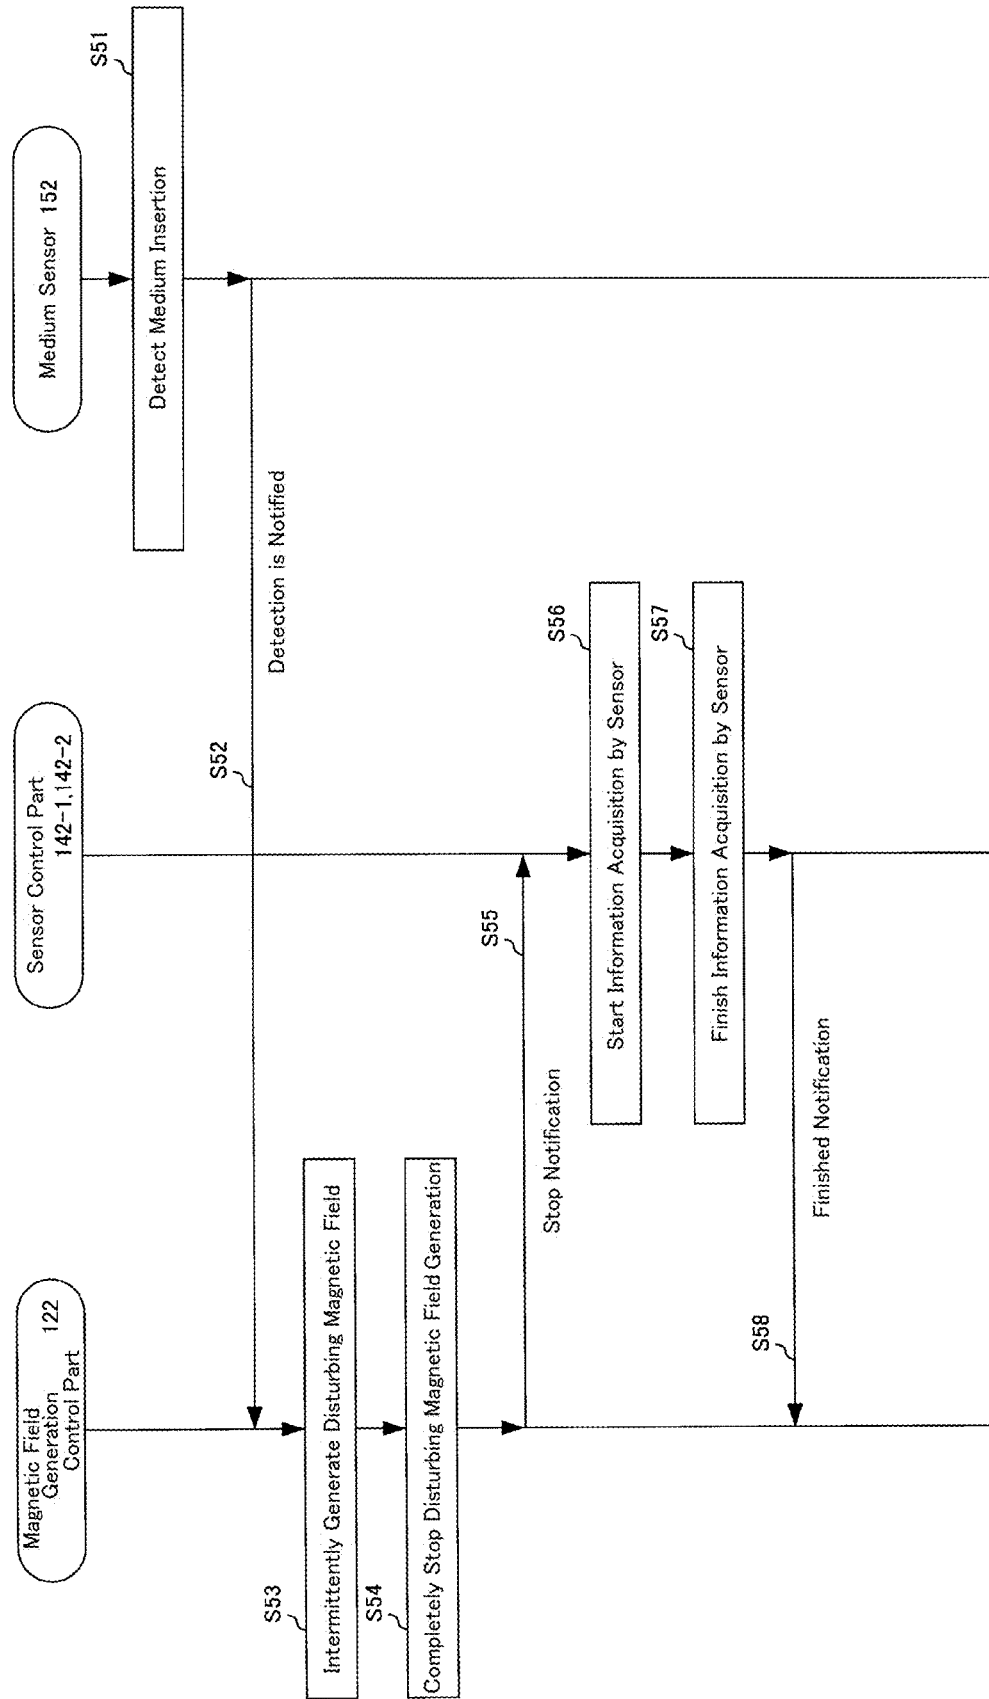 Magnetic Field
Generation 122
Control Part
Sensor Control Part
142-1,142-2
Medium Sensor 152
S51
Detect Medium Insertion
S52
Detection is Notified
S53
Intermittently Generate Disturbing Magnetic Field
S54
Completely Stop Disturbing Magnetic Field Generation
S55
Stop Notification
S56
Start Information Acquisition by Sensor
S57
Finish Information Acquisition by Sensor
S58
Finished Notification